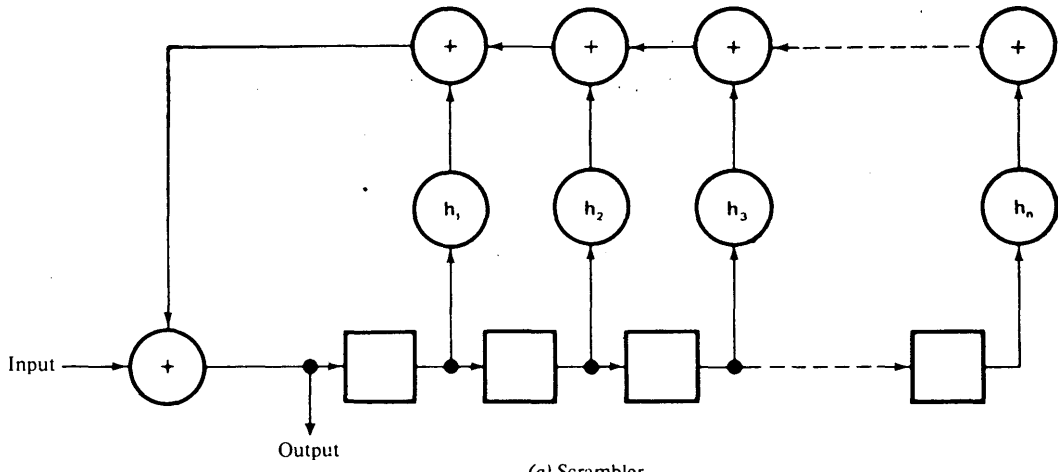 + + + +
h₁ h₂ h₃ hₙ
Input +
Output
(a) Scrambler